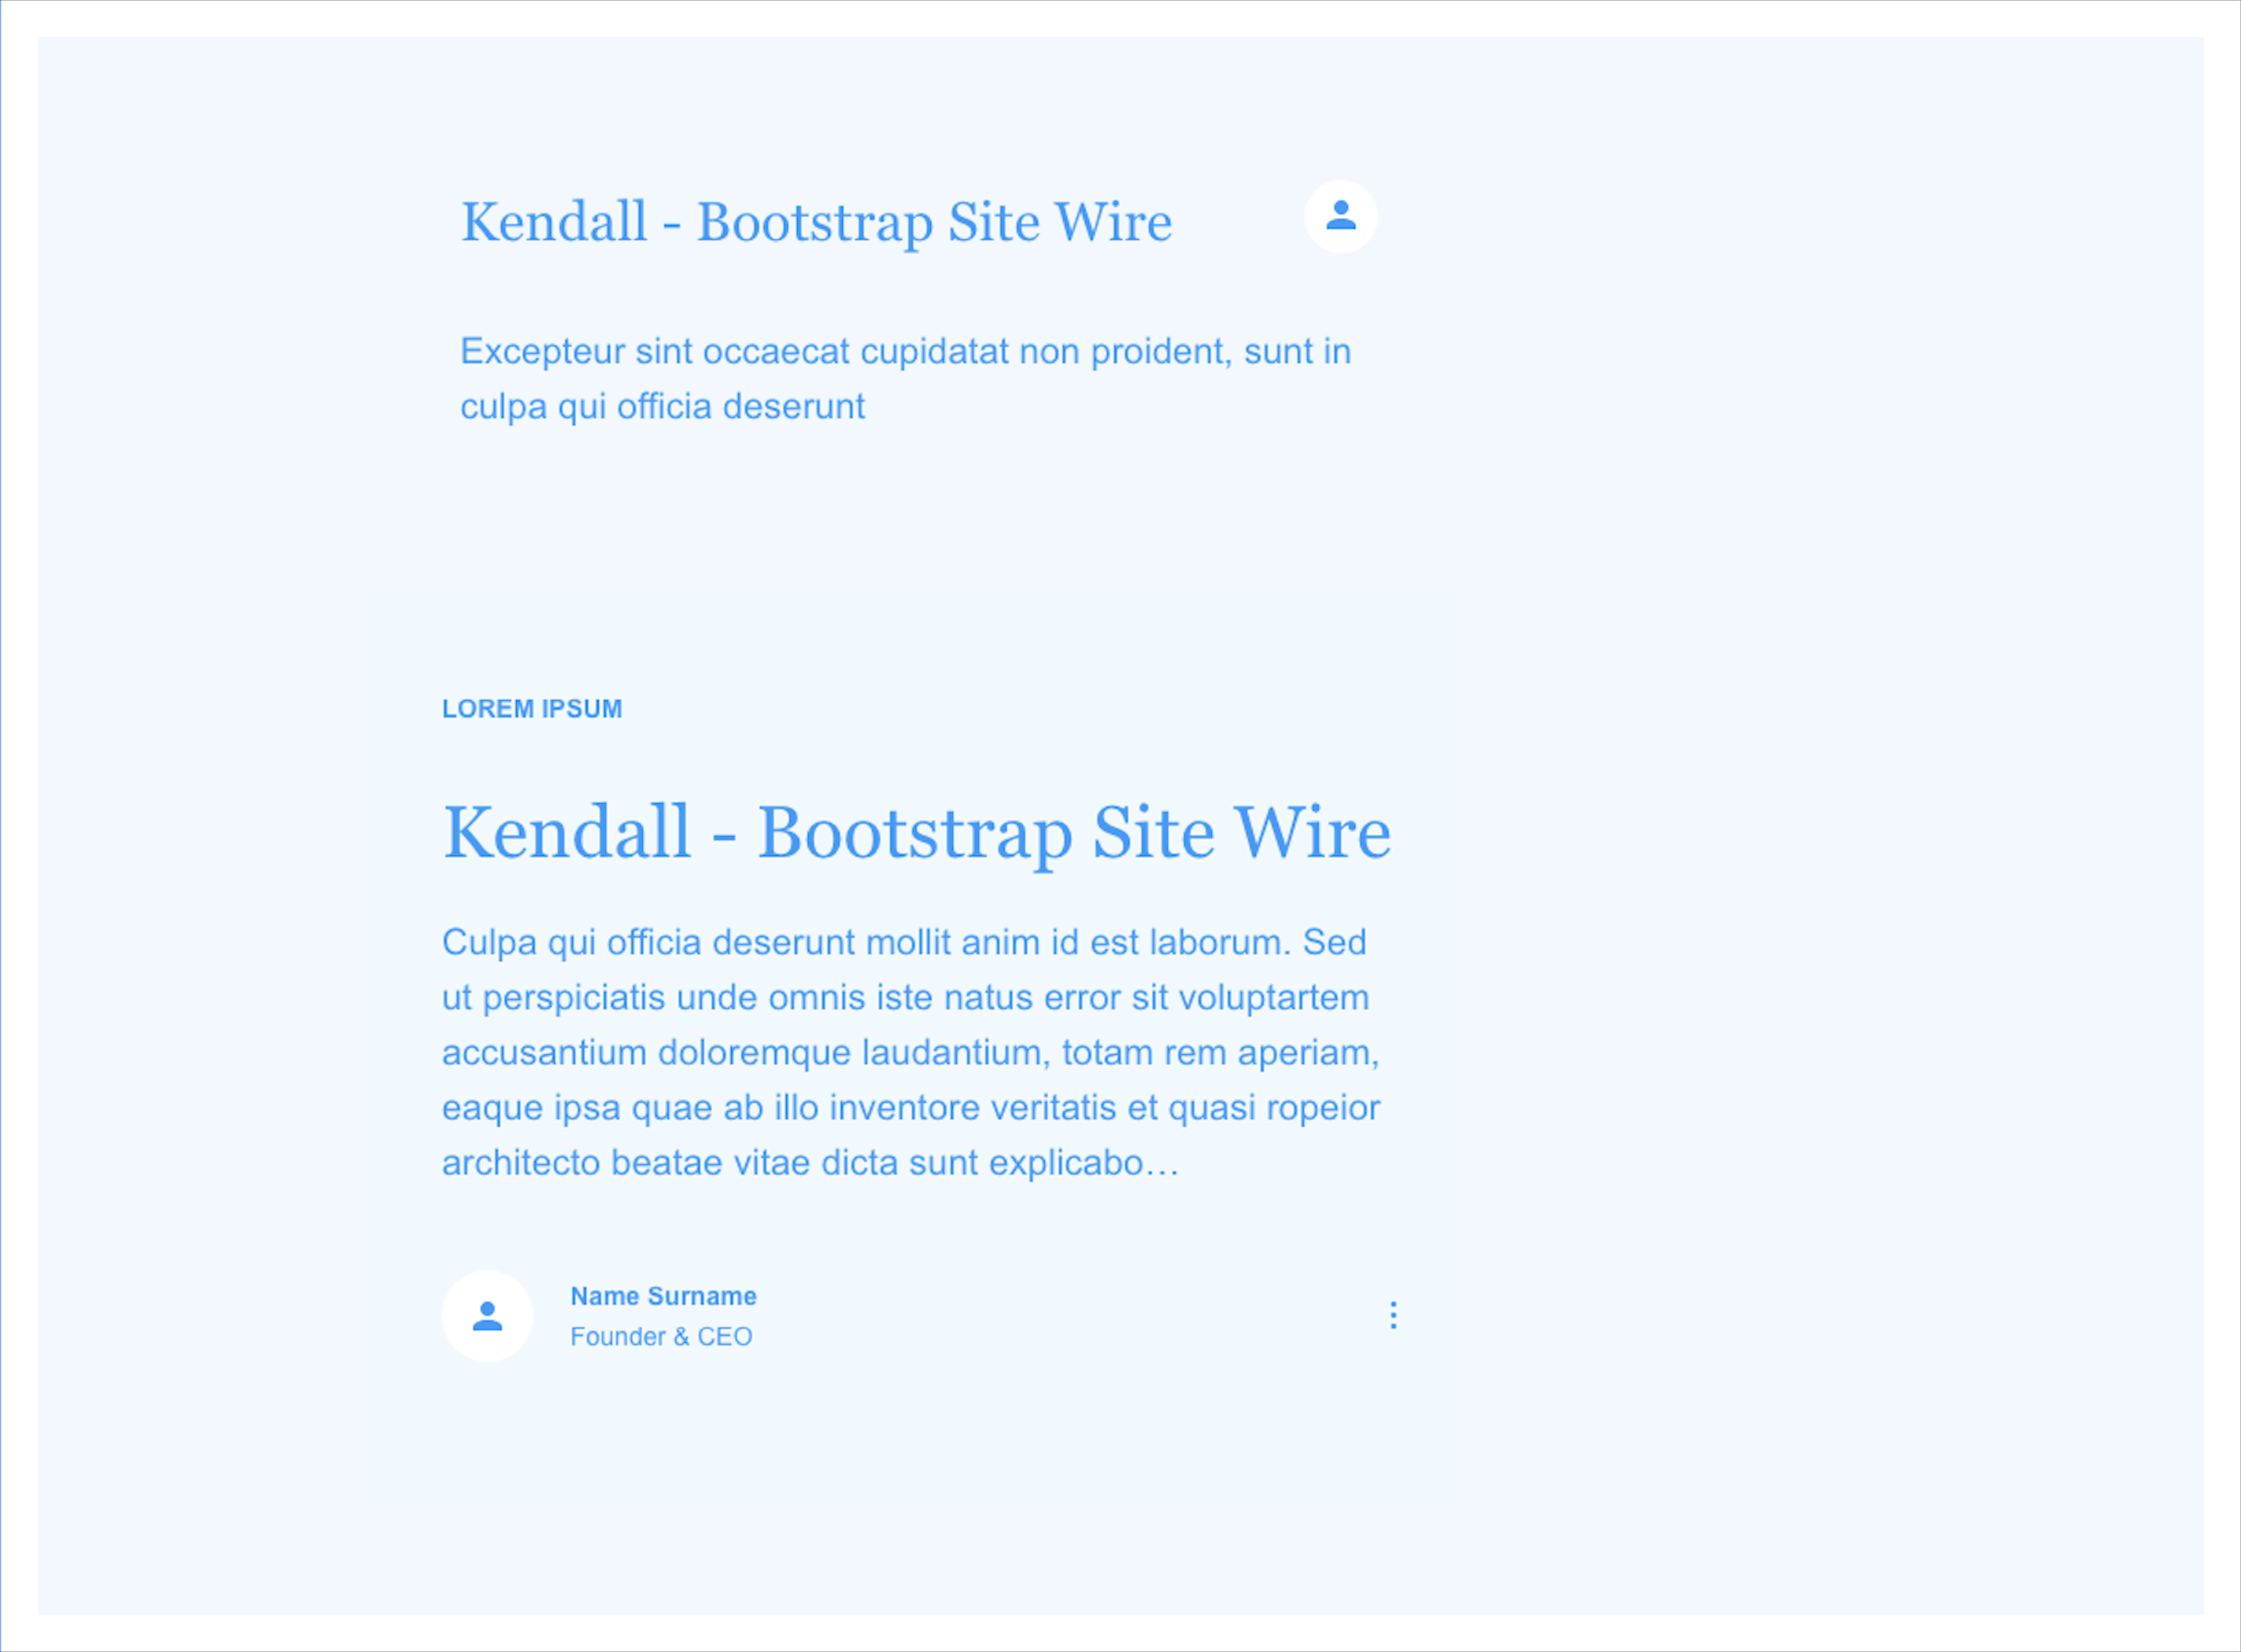 Kendall - Bootstrap Site Wire
Excepteur sint occaecat cupidatat non proident, sunt in
culpa qui officia deserunt
LOREM IPSUM
Kendall - Bootstrap Site Wire
Culpa qui officia deserunt mollit anim id est laborum. Sed
ut perspiciatis unde omnis iste natus error sit voluptartem
accusantium doloremque laudantium, totam rem aperiam,
eaque ipsa quae ab illo inventore veritatis et quasi ropeior
architecto beatae vitae dicta sunt explicabo…
Name Surname
Founder & CEO